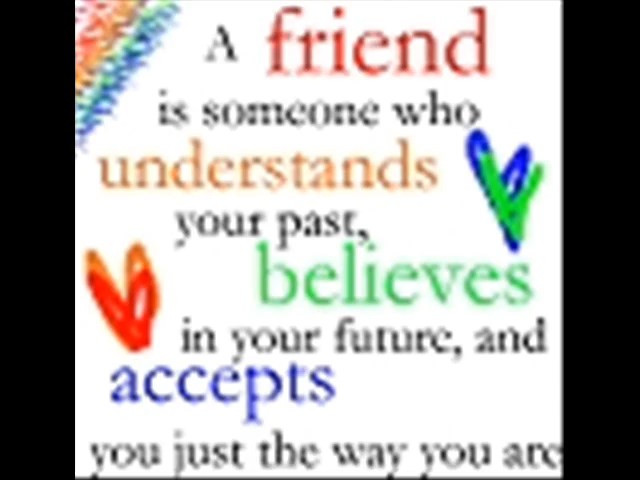 A friend
is someone who
understands
your past,
believes
in your future, and
accepts
you just the way you are